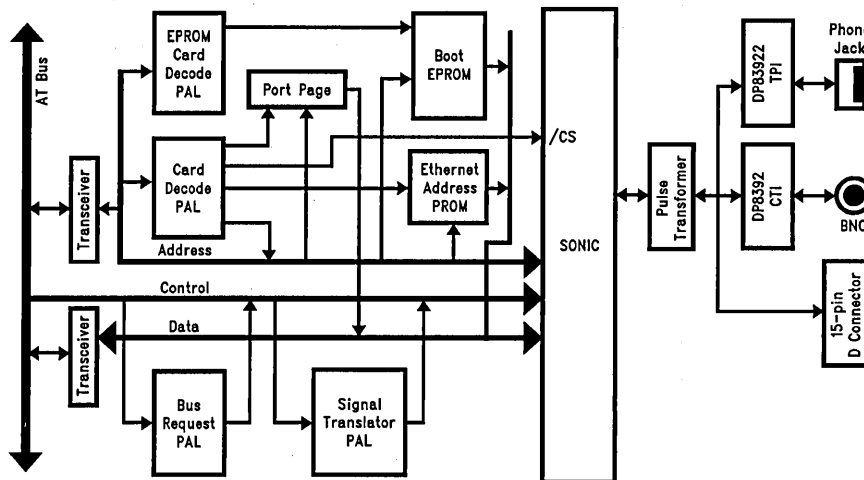 AT Bus
EPROM
Card
Decode
PAL
Boot
EPROM
Port Page
DP83922
TPI
Phone
Jack
/CS
Card
Decode
PAL
Ethernet
Address
PROM
Transceiver
Address
SONIC
Pulse
Transformer
DP8392
CTI
BNC
Control
Transceiver
Data
15-pin
D Connector
Bus
Request
PAL
Signal
Translator
PAL